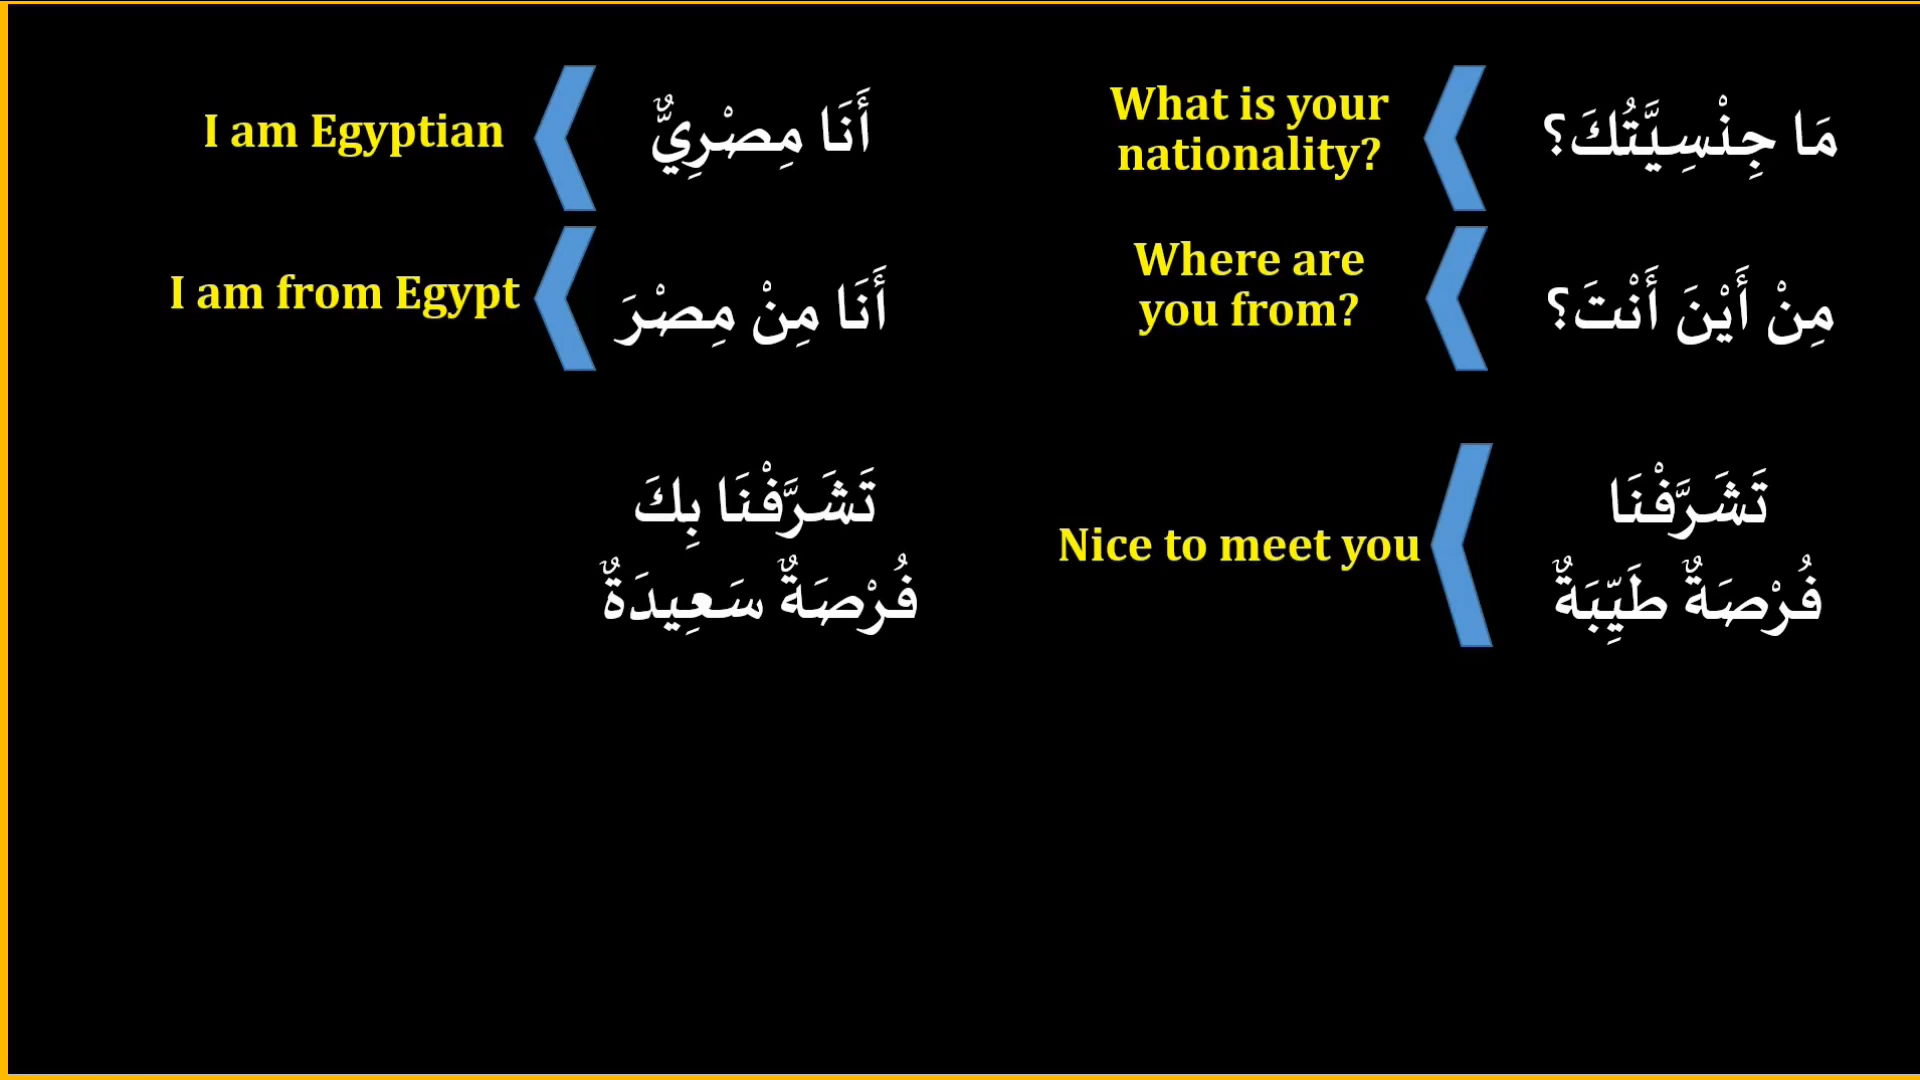 مَا جِنْسِيَّتُكَ؟
What is your
nationality?
أَنَا مِصْرِيٌّ
I am Egyptian
مِنْ أَيْنَ أَنْتَ؟
Where are
you from?
أَنَا مِنْ مِصْرَ
I am from Egypt
تَشَرَّفْنَا
فُرْصَةٌ طَيِّبَةٌ
Nice to meet you
تَشَرَّفْنَا بِكَ
فُرْصَةٌ سَعِيدَةٌ